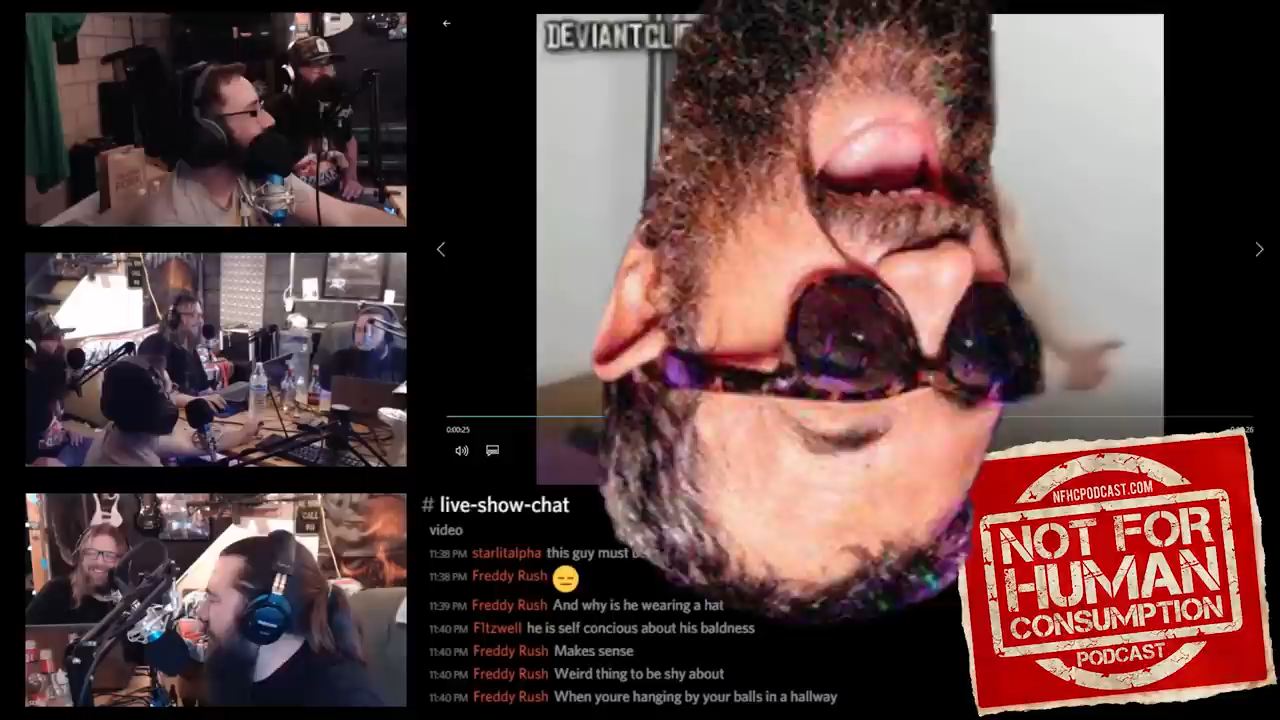 DEVIANTCLI
0:00:25
# live-show-chat
video
11:38 PM starlitalpha this guy must
11:38 PM Freddy Rush 😑
11:39 PM Freddy Rush And why is he wearing a hat
11:40 PM F1tzwell he is self concious about his baldness
11:40 PM Freddy Rush Makes sense
11:40 PM Freddy Rush Weird thing to be shy about
11:40 PM Freddy Rush When youre hanging by your balls in a hallway
NFHCPODCAST.COM
NOT FOR
HUMAN
CONSUMPTION
PODCAST